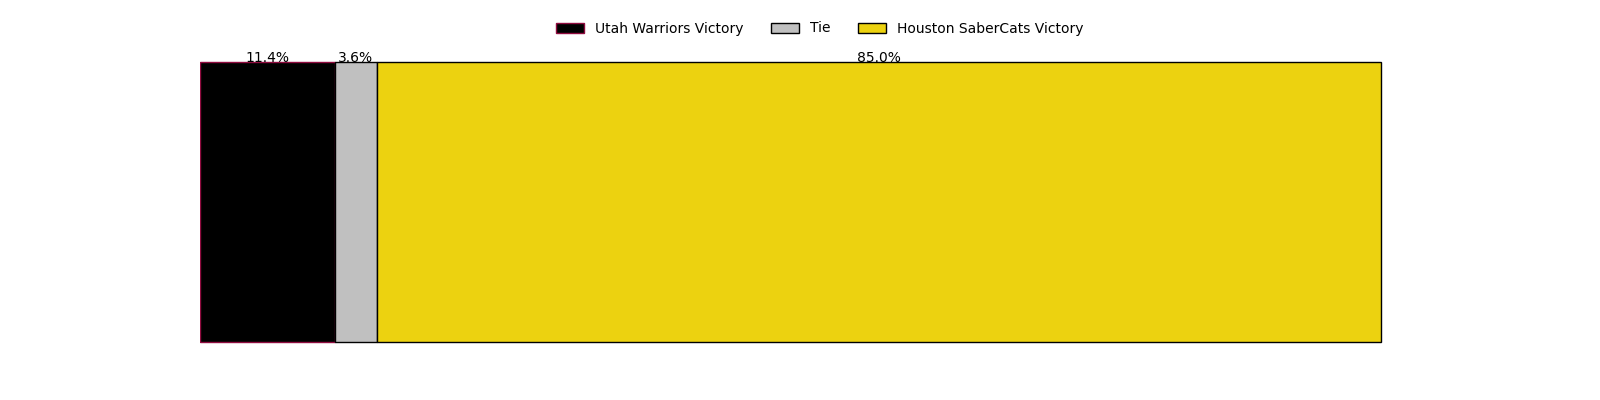 Utah Warriors Victory Tie Houston SaberCats Victory
11.4% 3.6% 85.0%